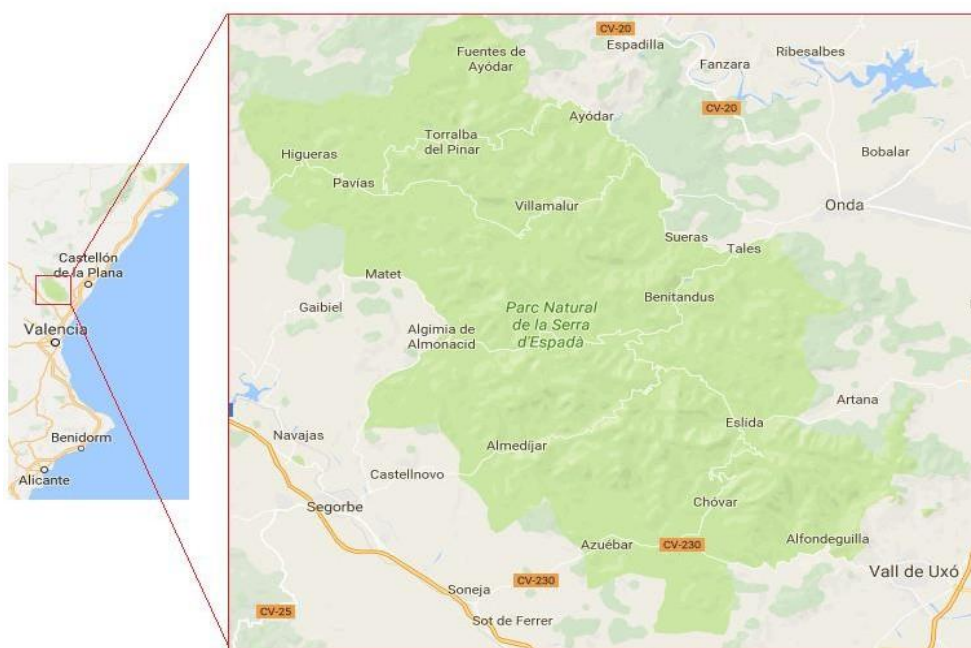 Castellón
de la Plana
Valencia
Benidorm
Alicante
CV-20
Espadilla
Ribesalbes
Fuentes de
Ayódar
Fanzara
CV-20
Ayódar
Torralba
del Pinar
Bobalar
Higueras
Pavías
Villamalur
Onda
Sueras
Tales
Matet
Benitandus
Gaibiel
Parc Natural
de la Serra
d'Espadà
Algimia de
Almonacid
Artana
Eslida
Navajas
Almedíjar
Castellnovo
Chóvar
Segorbe
Azuébar
CV-230
Alfondeguilla
Vall de Uxó
CV-230
Soneja
CV-25
Sot de Ferrer